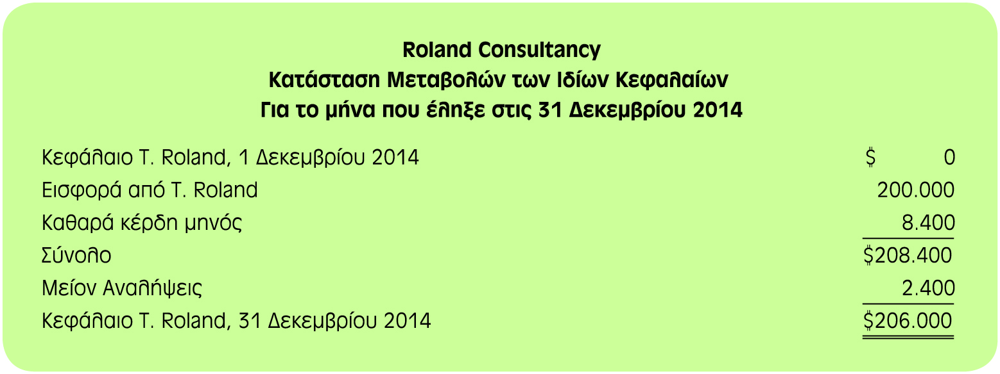 Roland Consultancy
Κατάσταση Μεταβολών των Ιδίων Κεφαλαίων
Για το μήνα που έληξε στις 31 Δεκεμβρίου 2014
Κεφάλαιο T. Roland, 1 Δεκεμβρίου 2014 $ 0
Εισφορά από T. Roland 200.000
Καθαρά κέρδη μηνός 8.400
Σύνολο $208.400
Μείον Αναλήψεις 2.400
Κεφάλαιο T. Roland, 31 Δεκεμβρίου 2014 $206.000